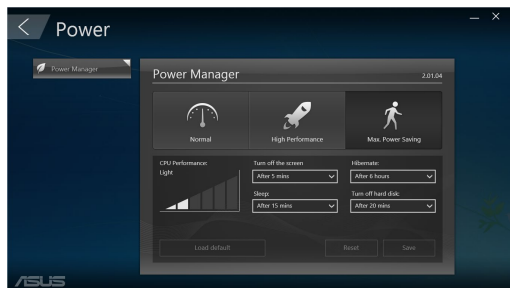 Power
Power Manager
Power Manager 2.01.04
Normal High Performance Max. Power Saving
CPU Performance: Turn off the screen Hibernate:
Light After 5 mins After 6 hours
Sleep: Turn off hard disk:
After 15 mins After 20 mins
Load default Reset Save
ASUS